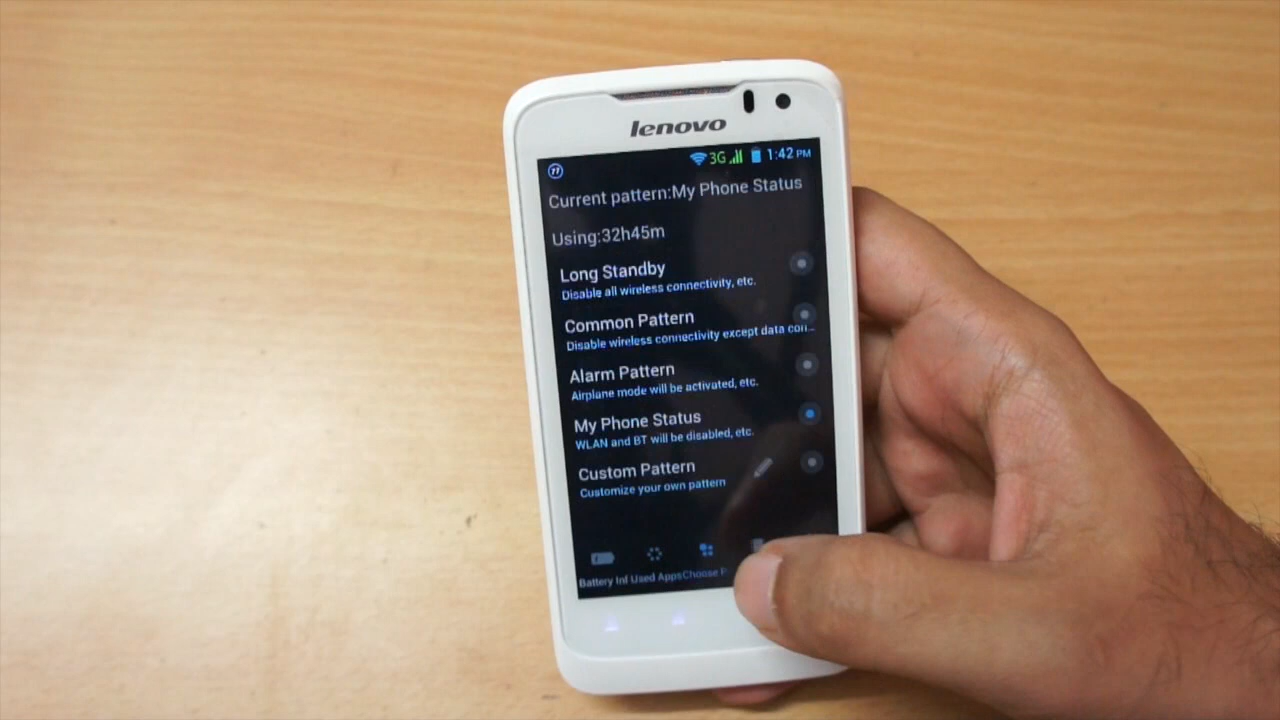 lenovo
3G 1:42 PM
Current pattern:My Phone Status
Using:32h45m
Long Standby
Disable all wireless connectivity, etc.
Common Pattern
Disable wireless connectivity except data con...
Alarm Pattern
Airplane mode will be activated, etc.
My Phone Status
WLAN and BT will be disabled, etc.
Custom Pattern
Customize your own pattern
Battery Inf Used Apps Choose P